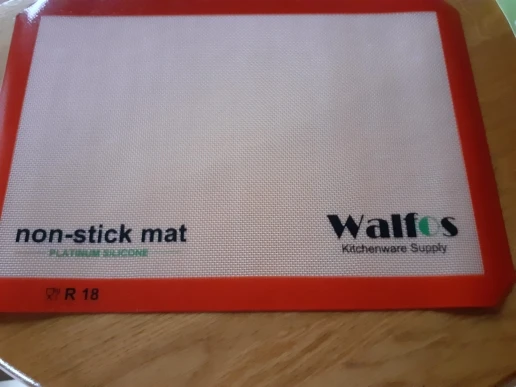 non-stick mat
PLATINUM SILICONE
Walfos
Kitchenware Supply
R 18